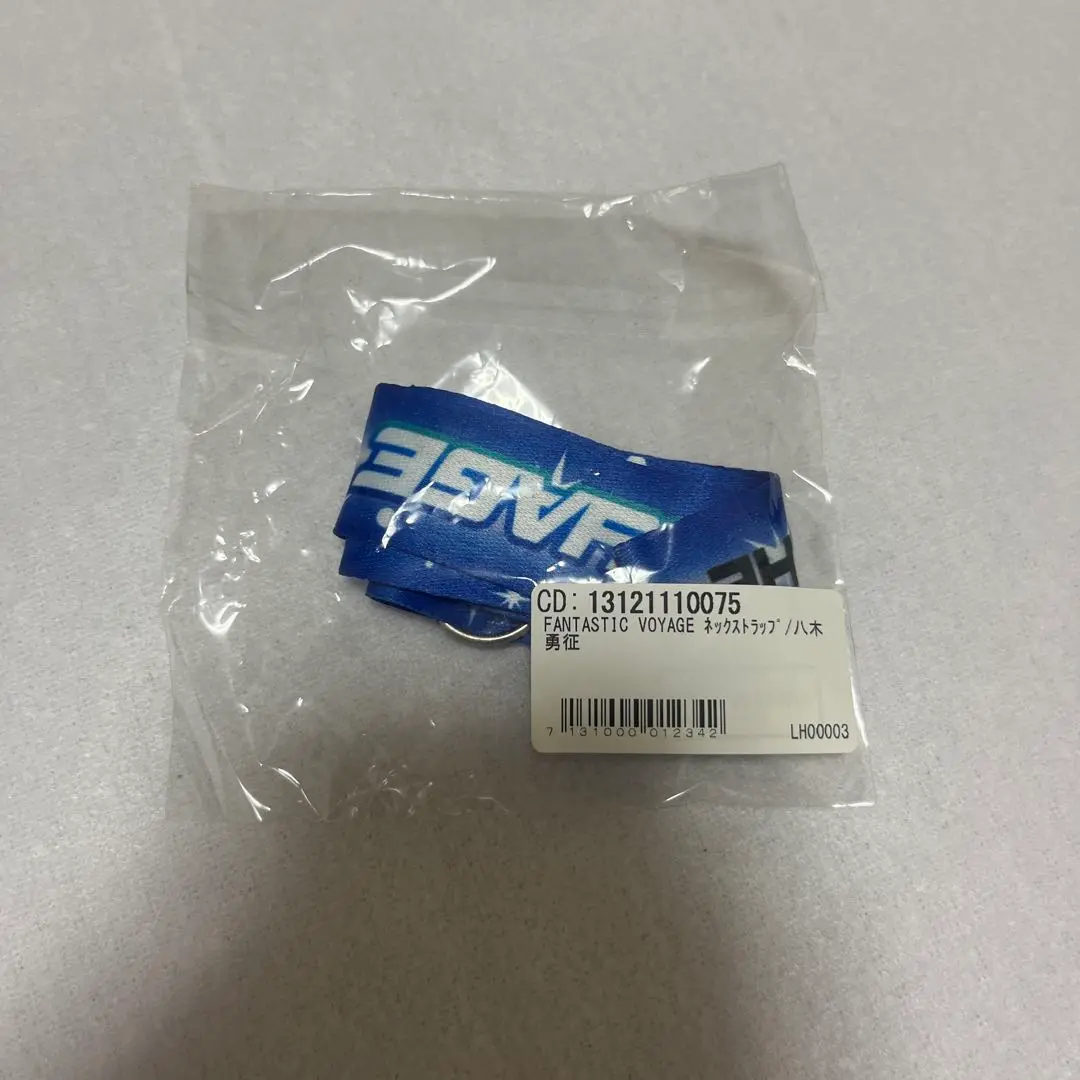 CD: 13121110075
FANTASTIC VOYAGE ﾈｯｸｽﾄﾗｯﾌﾟ/八木
勇征
7 131000 012342
LH00003